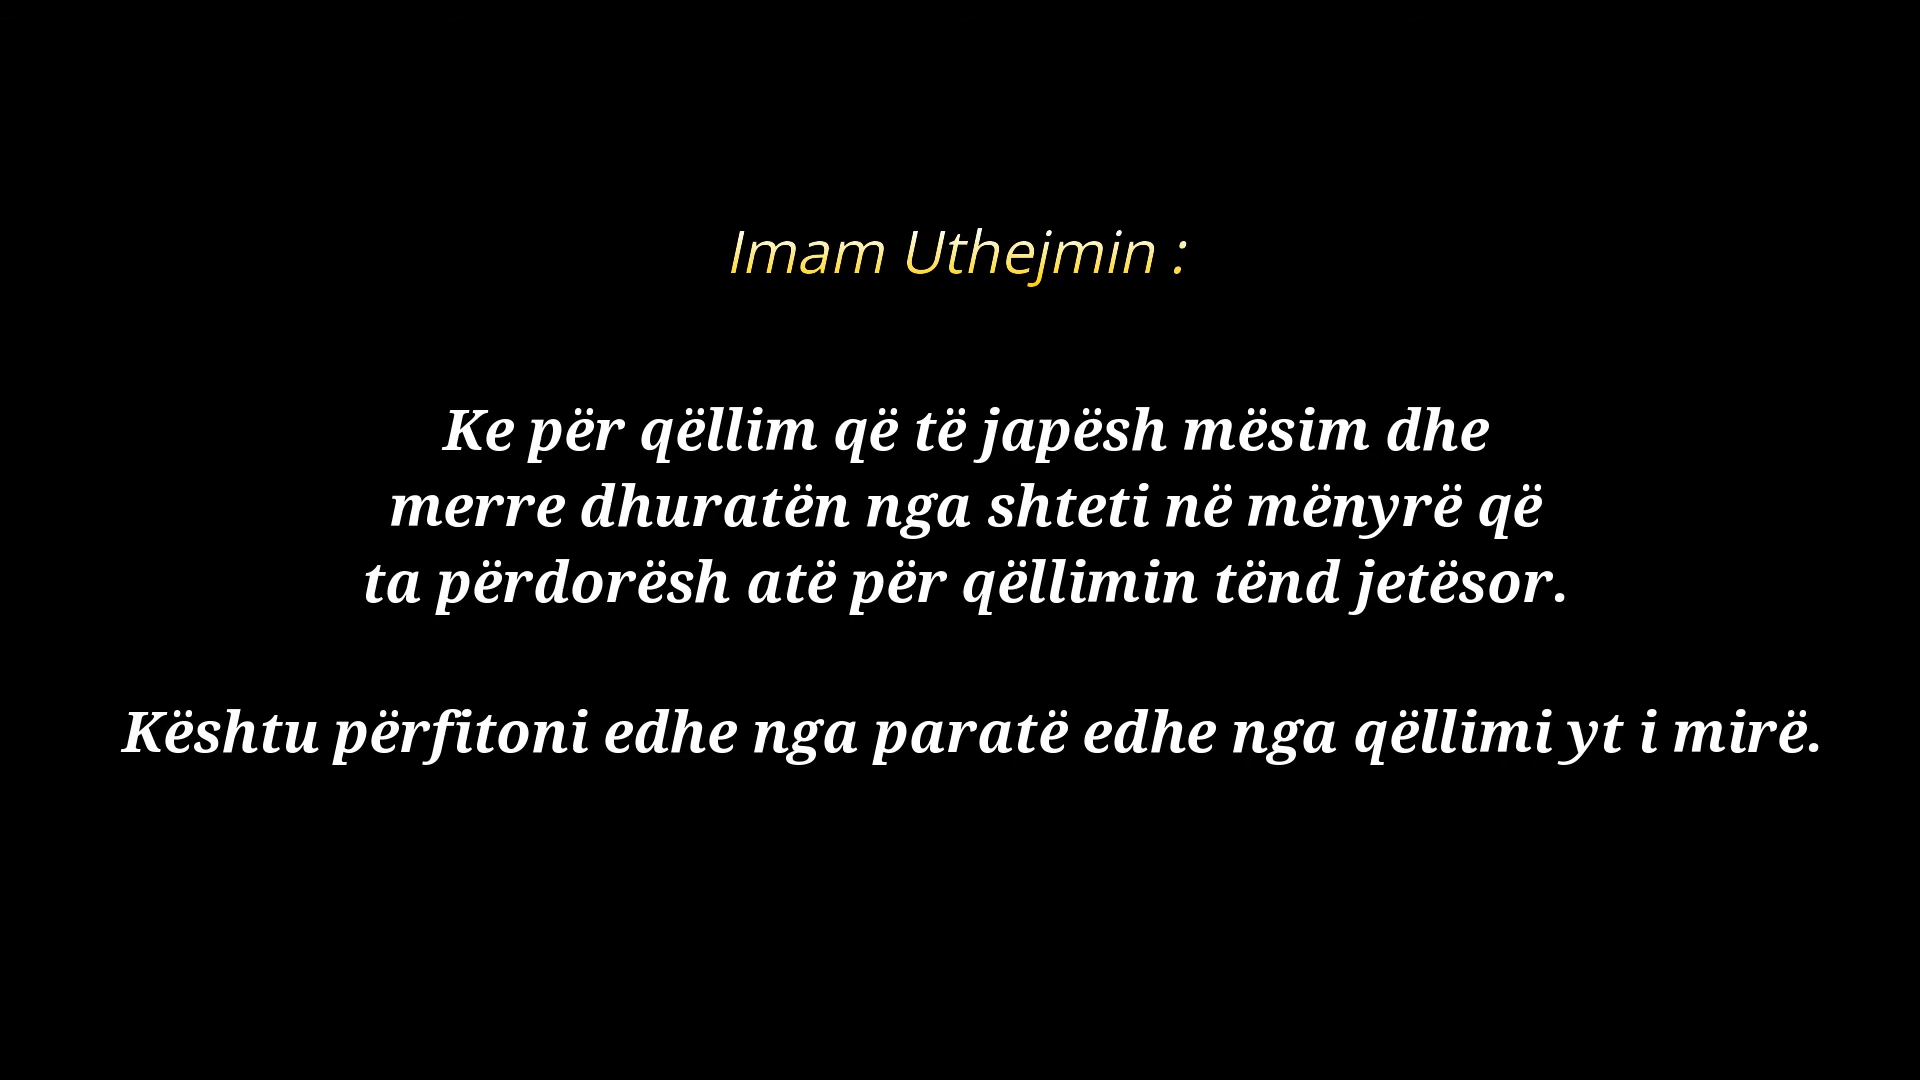 Imam Uthejmin :
Ke për qëllim që të japësh mësim dhe
merre dhuratën nga shteti në mënyrë që
ta përdorësh atë për qëllimin tënd jetësor.
Kështu përfitoni edhe nga paratë edhe nga qëllimi yt i mirë.